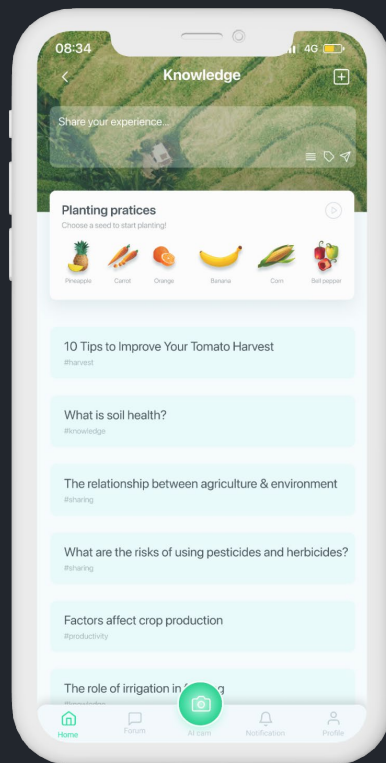 08:34
4G
Knowledge
Share your experience...
Planting pratices
Choose a seed to start planting!
Pineapple Carrot Orange Banana Corn Bell pepper
10 Tips to Improve Your Tomato Harvest
#harvest
What is soil health?
#knowledge
The relationship between agriculture & environment
#sharing
What are the risks of using pesticides and herbicides?
#sharing
Factors affect crop production
#productivity
The role of irrigation in
#knowledge
Home Forum AI cam Notification Profile